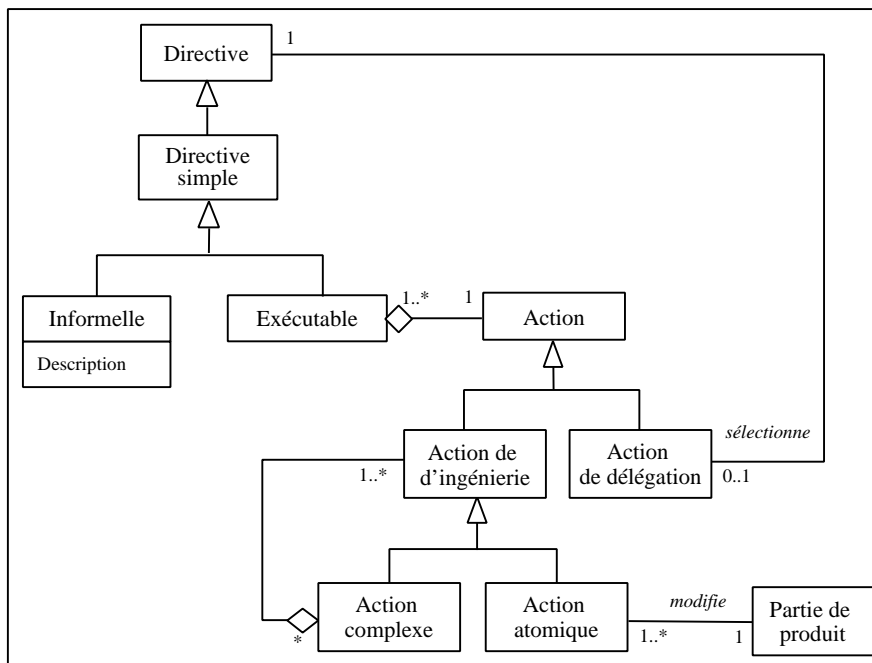 Directive
1
Directive
simple
Informelle
Description
Exécutable
1..*
1
Action
sélectionne
Action de
d'ingénierie
1..*
Action
de délégation
0..1
Action
complexe
*
Action
atomique
modifie
1..*
1
Partie de
produit